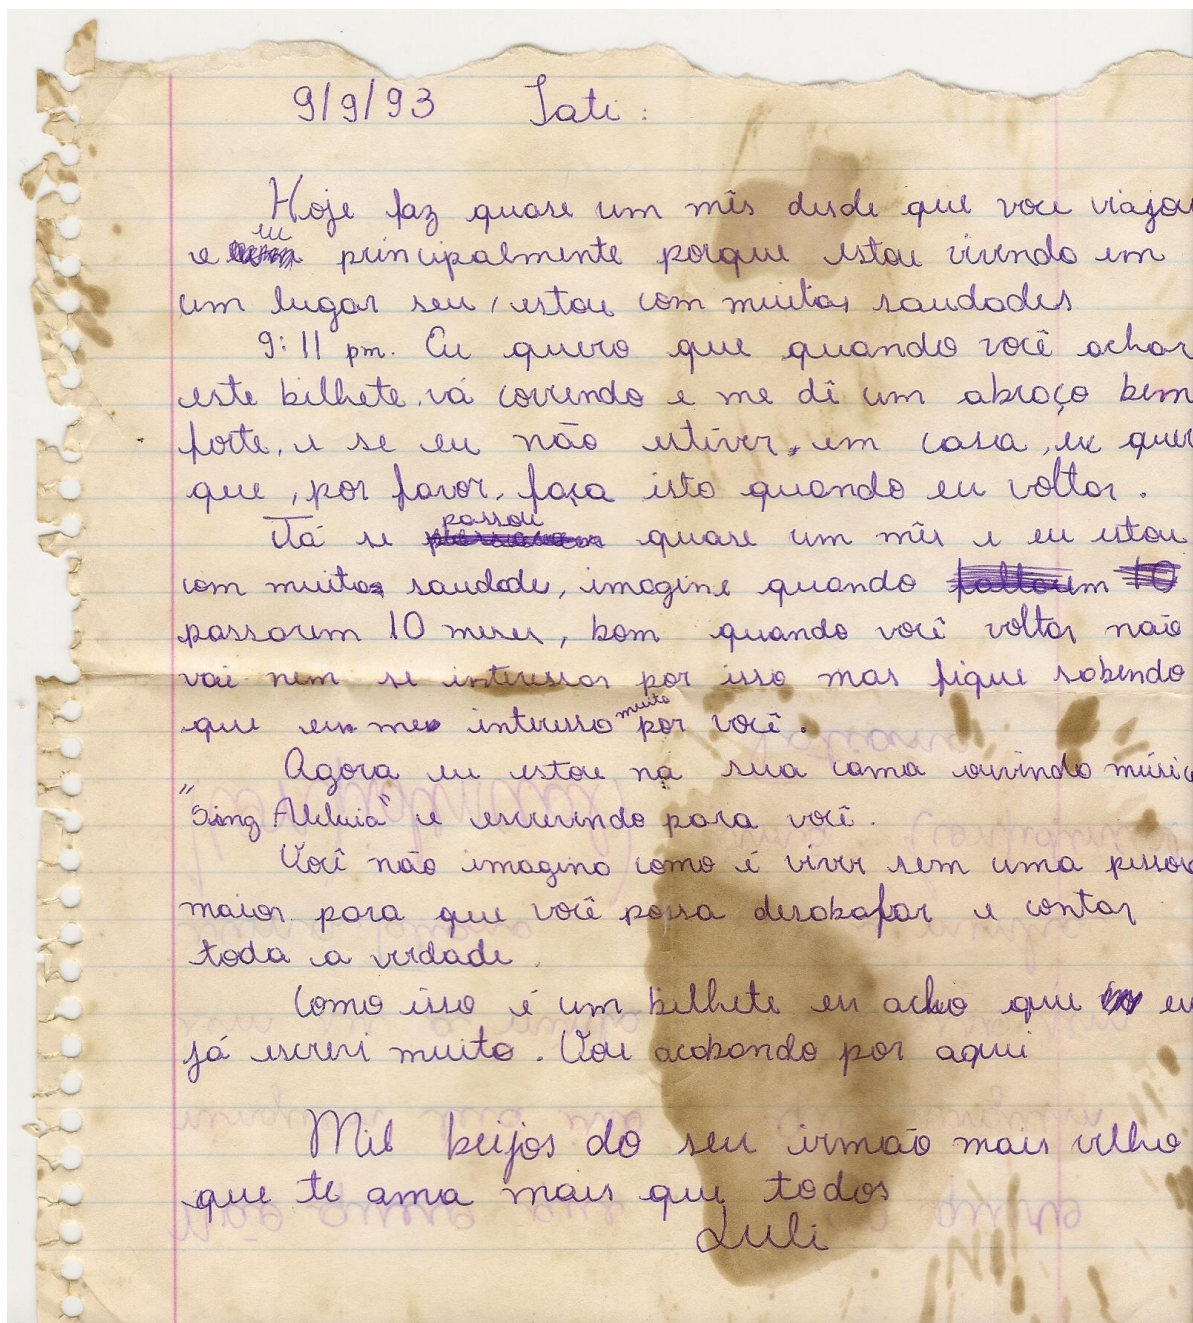 9/9/93 Tati:
Hoje faz quase um mês desde que você viajou
e eu principalmente porque estou vivendo em
um lugar seu, estou com muitas saudades
9:11 pm. Eu quero que quando você achar
este bilhete, vá correndo e me dê um abraço bem
forte, e se eu não estiver, em casa, eu quer
que, por favor, faça isto quando eu voltar.
Já se passou quase um mês e eu estou
com muita saudade, imagine quando
passarem 10 meses, bom quando você voltar não
vai nem se interessar por isso mas fique sabendo
que eu me interesso muito por você.
Agora eu estou na sua cama ouvindo músic
"Sing Aleluia" e escrevendo para você.
Você não imagina como é viver sem uma pessoa
maior para que você possa desabafar e contar
toda a verdade.
Como isso é um bilhete eu acho que eu
já escrevi muito. Vou acabando por aqui
Mil beijos do seu irmão mais velho
que te ama mais que todos
Luli